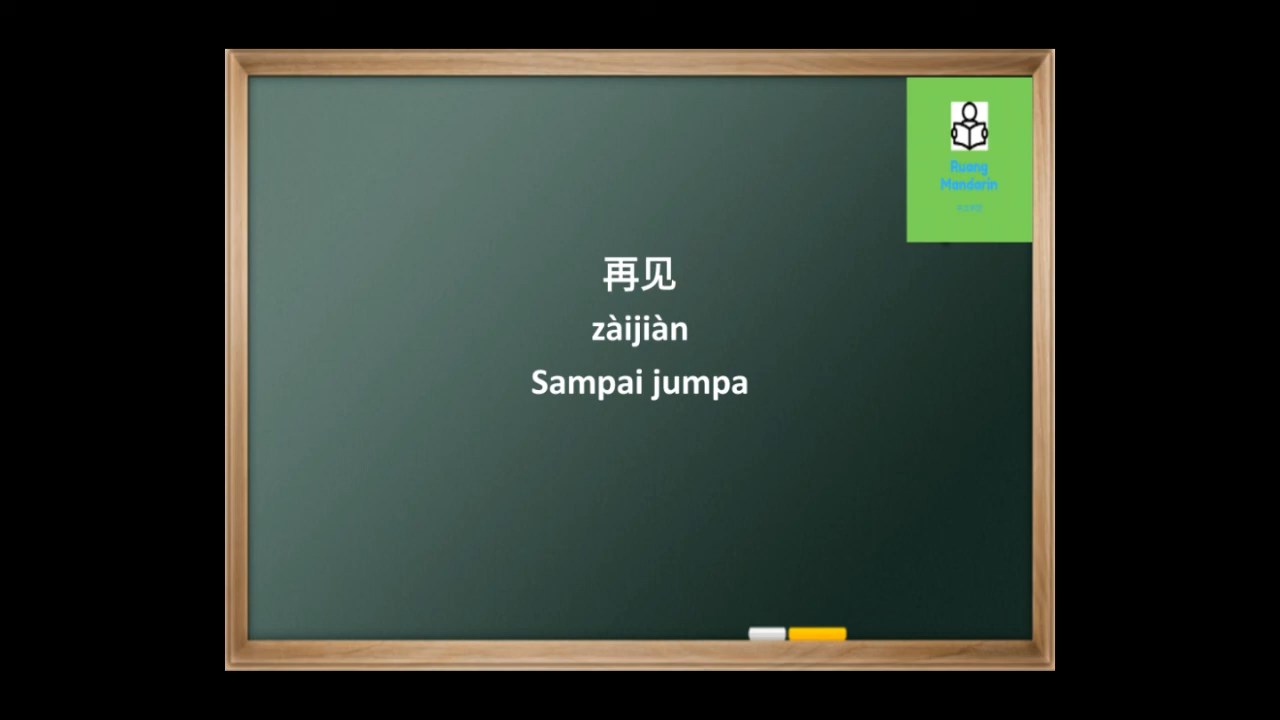 Ruang
Mandarin
再见
zàijiàn
Sampai jumpa